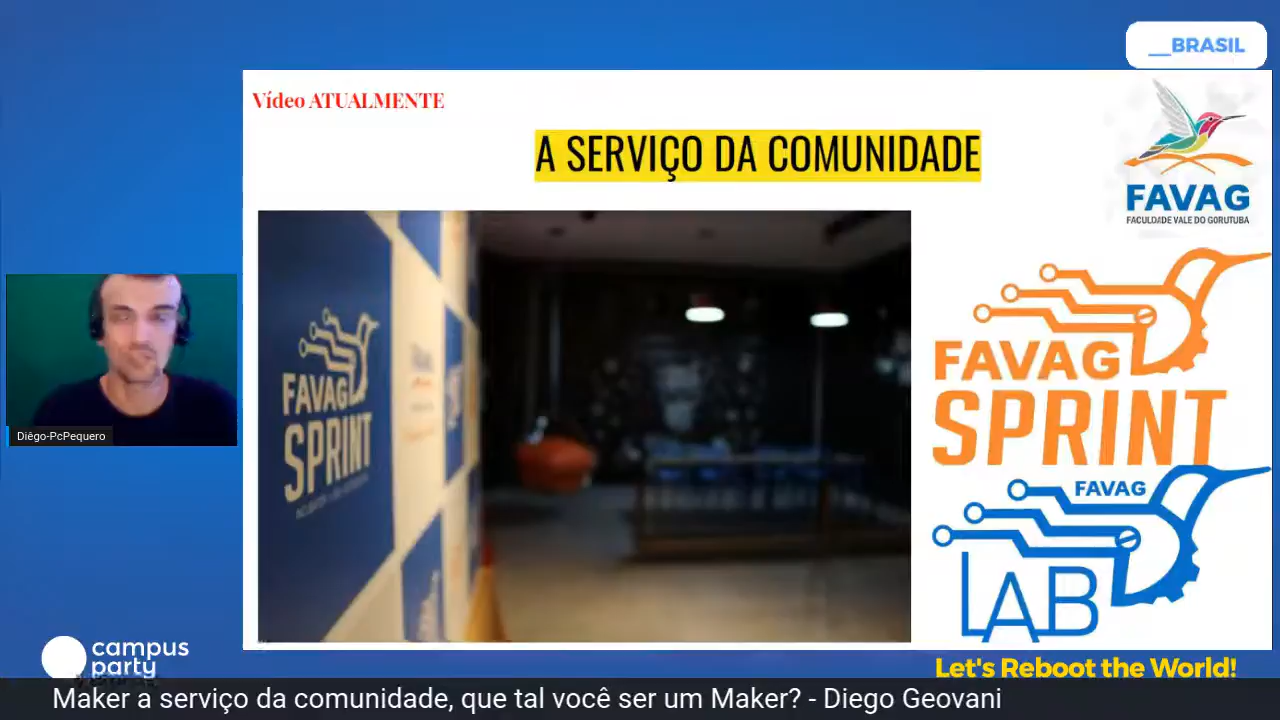 __BRASIL
Vídeo ATUALMENTE
A SERVIÇO DA COMUNIDADE
FAVAG
FACULDADE VALE DO GORUTUBA
FAVAG
SPRINT
FAVAG
SPRINT
FAVAG
LAB
Diêgo-PcPequero
campus
party
Let's Reboot the World!
Maker a serviço da comunidade, que tal você ser um Maker? - Diego Geovani